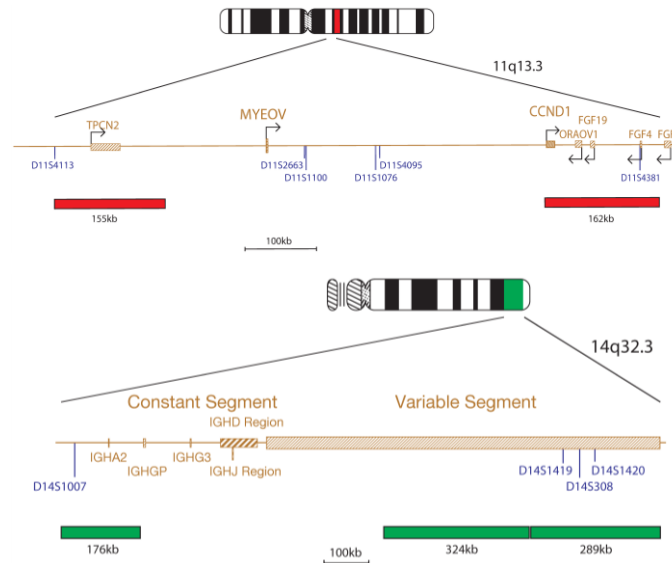 11q13.3
TPCN2
MYEOV
CCND1
FGF19
ORAOV1
FGF4
D11S4113
D11S2663
D11S1100
D11S4095
D11S1076
D11S4381
155kb
162kb
100kb
14q32.3
Constant Segment
Variable Segment
IGHD Region
IGHA2
IGHGP
IGHG3
IGHJ Region
D14S1007
D14S1419
D14S1420
D14S308
176kb
324kb
289kb
100kb